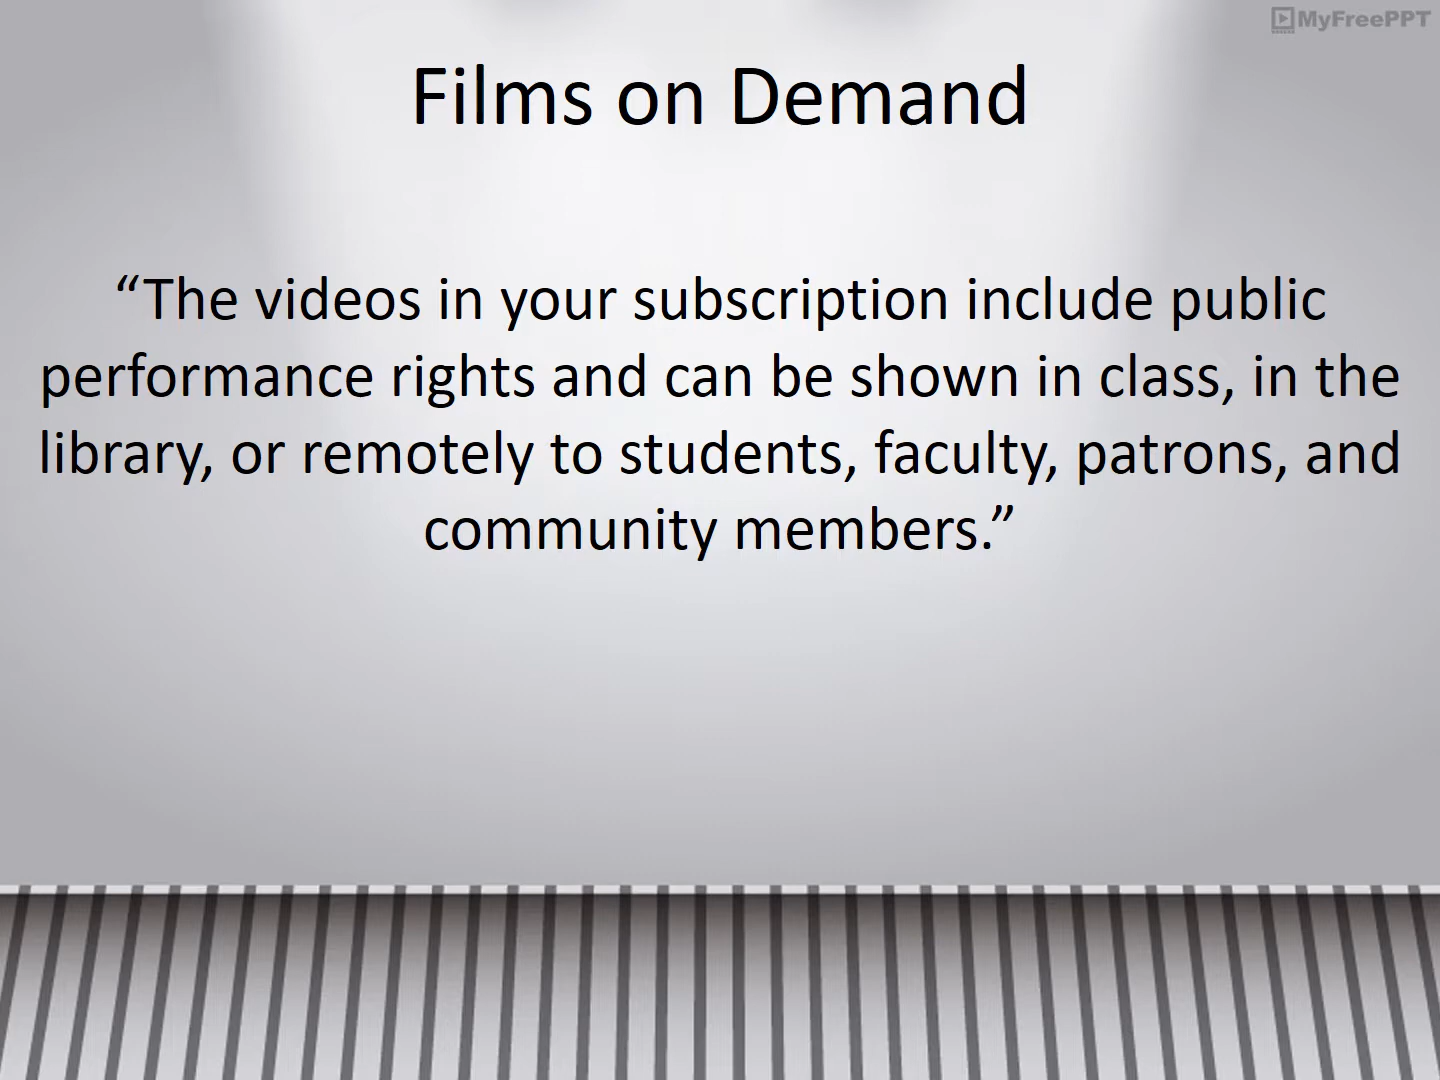 MyFreePPT
Films on Demand
“The videos in your subscription include public
performance rights and can be shown in class, in the
library, or remotely to students, faculty, patrons, and
community members.”